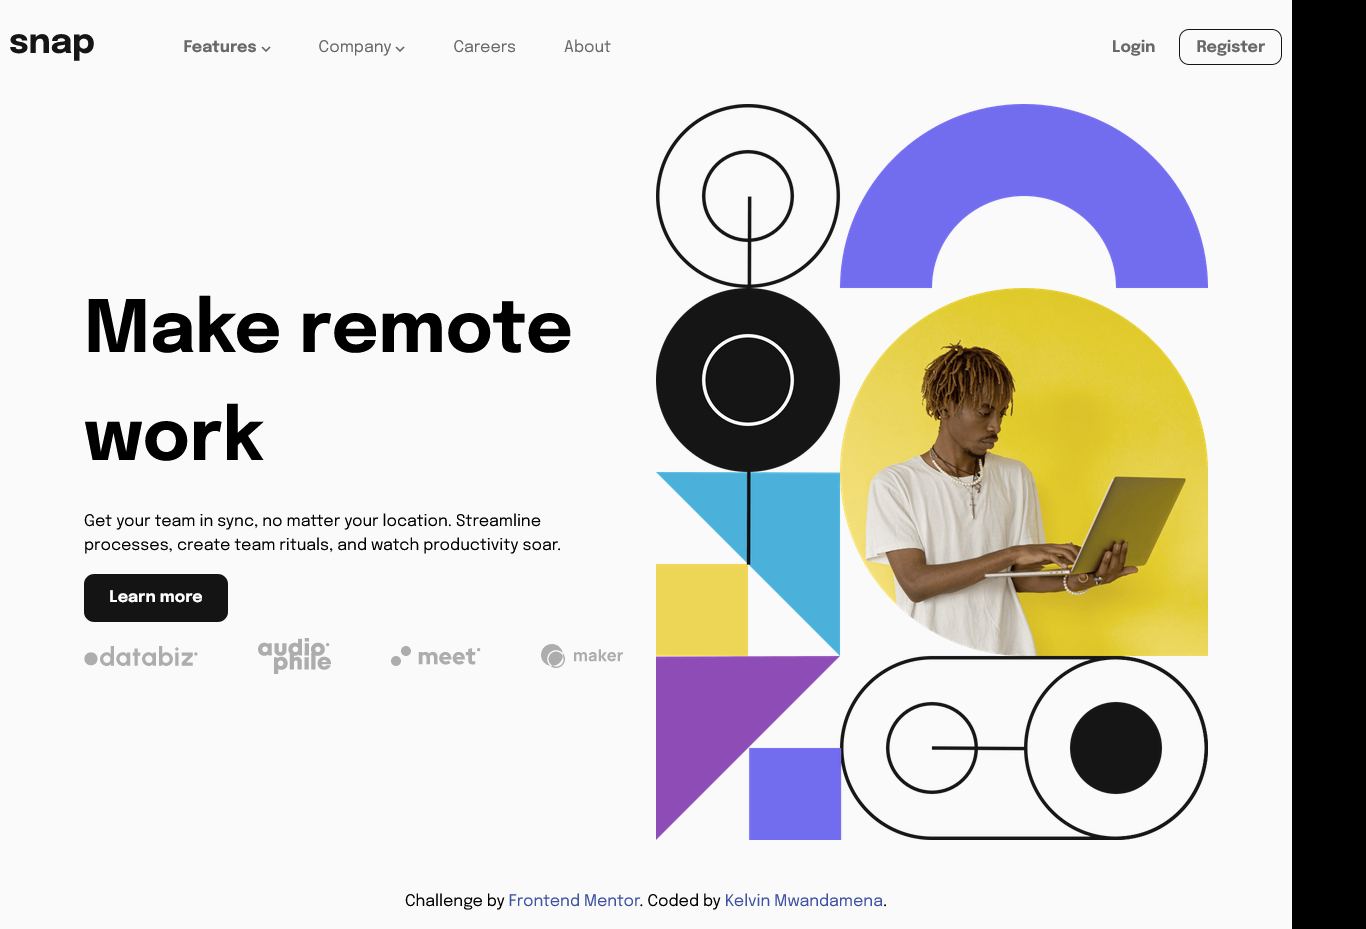 snap Features Company Careers About Login Register
Make remote
work
Get your team in sync, no matter your location. Streamline
processes, create team rituals, and watch productivity soar.
Learn more
databiz audiophile meet maker
Challenge by Frontend Mentor. Coded by Kelvin Mwandamena.